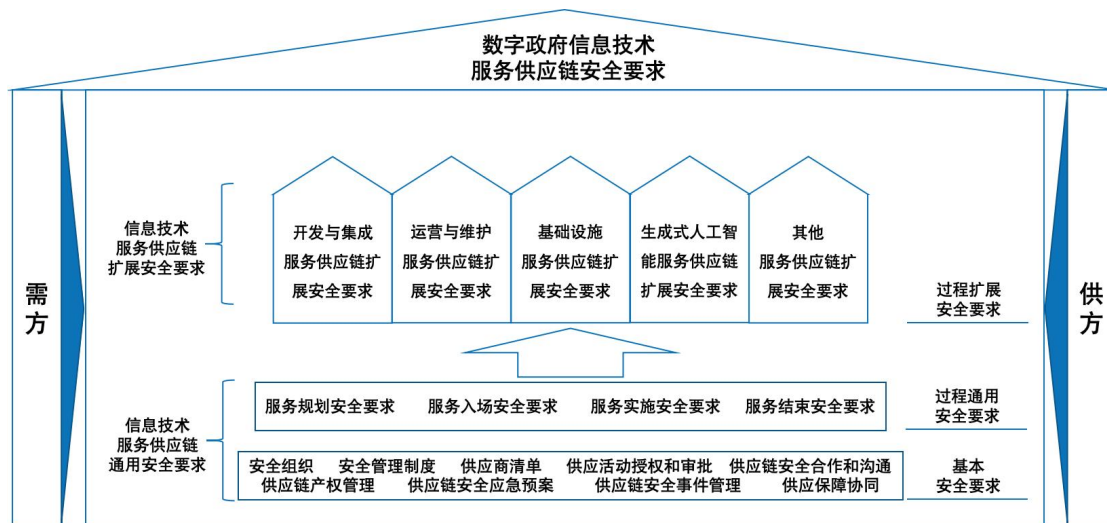 数字政府信息技术
服务供应链安全要求
需方
供方
信息技术
服务供应链
扩展安全要求
开发与集成
服务供应链扩
展安全要求
运营与维护
服务供应链扩
展安全要求
基础设施
服务供应链扩
展安全要求
生成式人工智
能服务供应链
扩展安全要求
其他
服务供应链扩
展安全要求
过程扩展
安全要求
信息技术
服务供应链
通用安全要求
服务规划安全要求 服务入场安全要求 服务实施安全要求 服务结束安全要求
过程通用
安全要求
安全组织 安全管理制度 供应商清单 供应活动授权和审批 供应链安全合作和沟通
供应链产权管理 供应链安全应急预案 供应链安全事件管理 供应保障协同
基本
安全要求